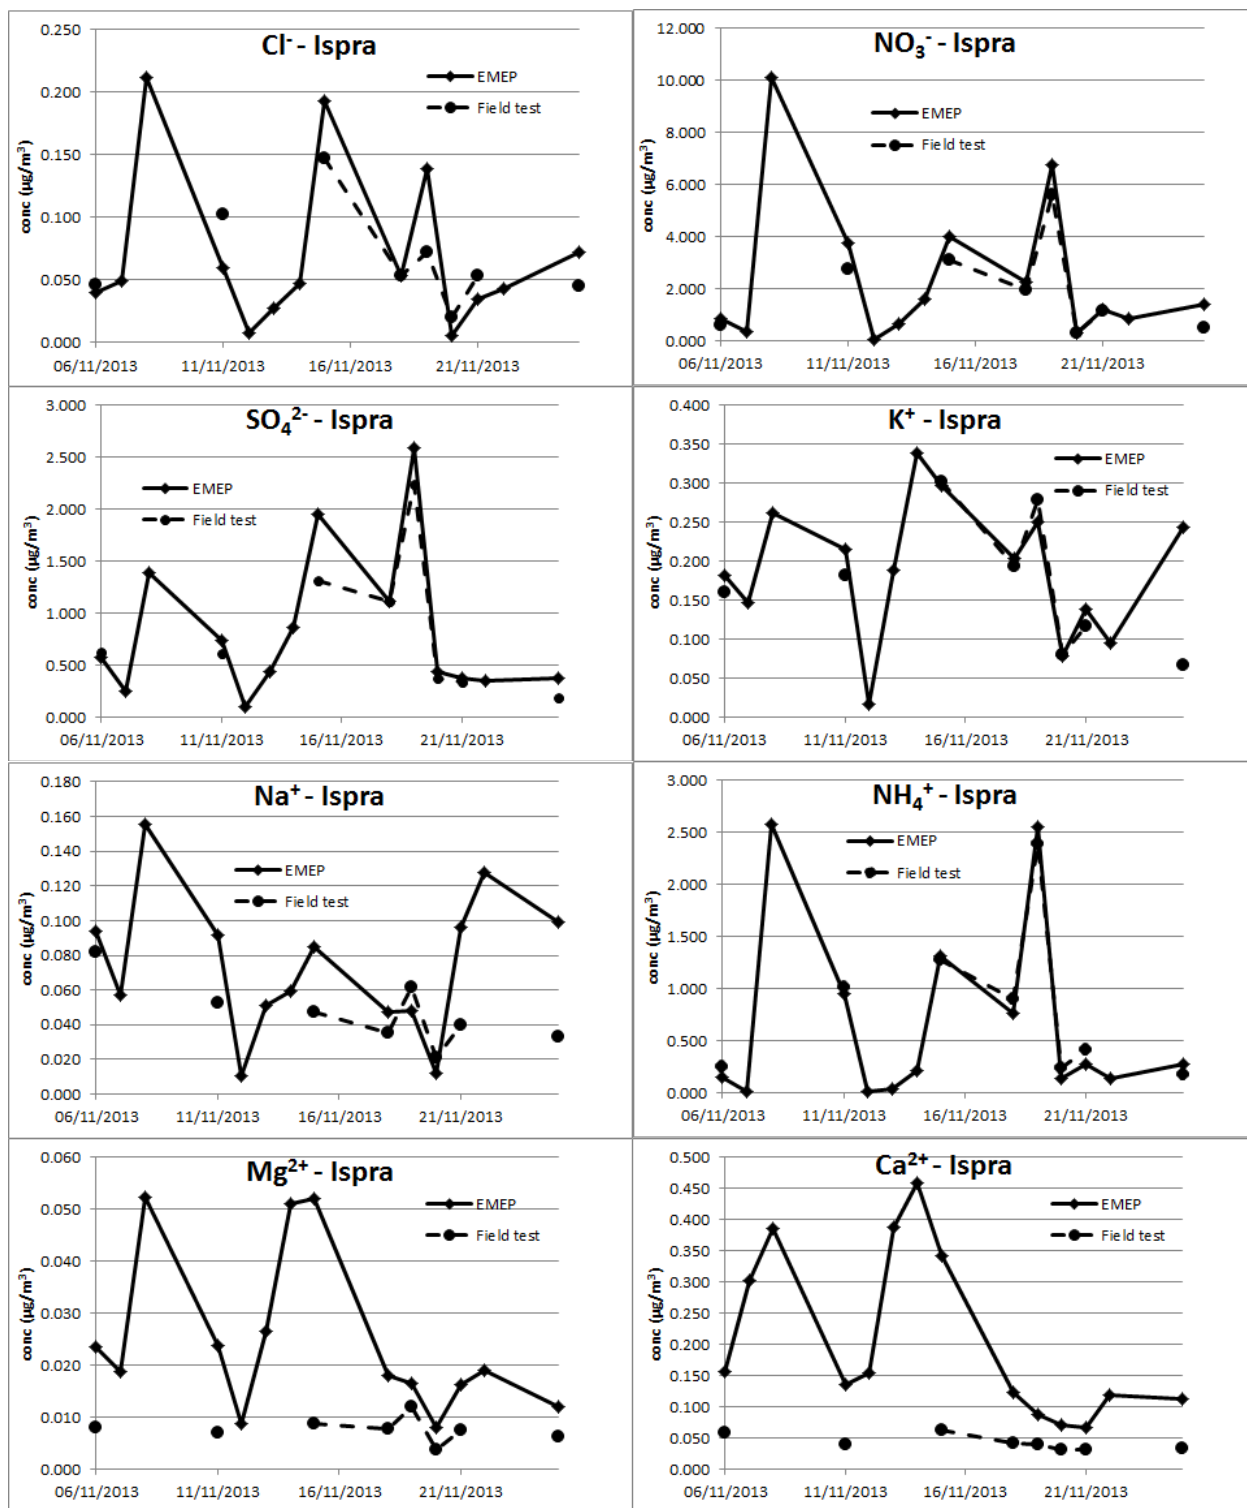 Cl⁻ - Ispra
0.250
0.200
0.150
0.100
0.050
0.000
conc (µg/m³)
EMEP
Field test
06/11/2013 11/11/2013 16/11/2013 21/11/2013
NO₃⁻ - Ispra
12.000
10.000
8.000
6.000
4.000
2.000
0.000
conc (µg/m³)
EMEP
Field test
06/11/2013 11/11/2013 16/11/2013 21/11/2013
SO₄²⁻ - Ispra
3.000
2.500
2.000
1.500
1.000
0.500
0.000
conc (µg/m³)
EMEP
Field test
06/11/2013 11/11/2013 16/11/2013 21/11/2013
K⁺ - Ispra
0.400
0.350
0.300
0.250
0.200
0.150
0.100
0.050
0.000
conc (µg/m³)
EMEP
Field test
06/11/2013 11/11/2013 16/11/2013 21/11/2013
Na⁺ - Ispra
0.180
0.160
0.140
0.120
0.100
0.080
0.060
0.040
0.020
0.000
conc (µg/m³)
EMEP
Field test
06/11/2013 11/11/2013 16/11/2013 21/11/2013
NH₄⁺ - Ispra
3.000
2.500
2.000
1.500
1.000
0.500
0.000
conc (µg/m³)
EMEP
Field test
06/11/2013 11/11/2013 16/11/2013 21/11/2013
Mg²⁺ - Ispra
0.060
0.050
0.040
0.030
0.020
0.010
0.000
conc (µg/m³)
EMEP
Field test
06/11/2013 11/11/2013 16/11/2013 21/11/2013
Ca²⁺ - Ispra
0.500
0.450
0.400
0.350
0.300
0.250
0.200
0.150
0.100
0.050
0.000
conc (µg/m³)
EMEP
Field test
06/11/2013 11/11/2013 16/11/2013 21/11/2013